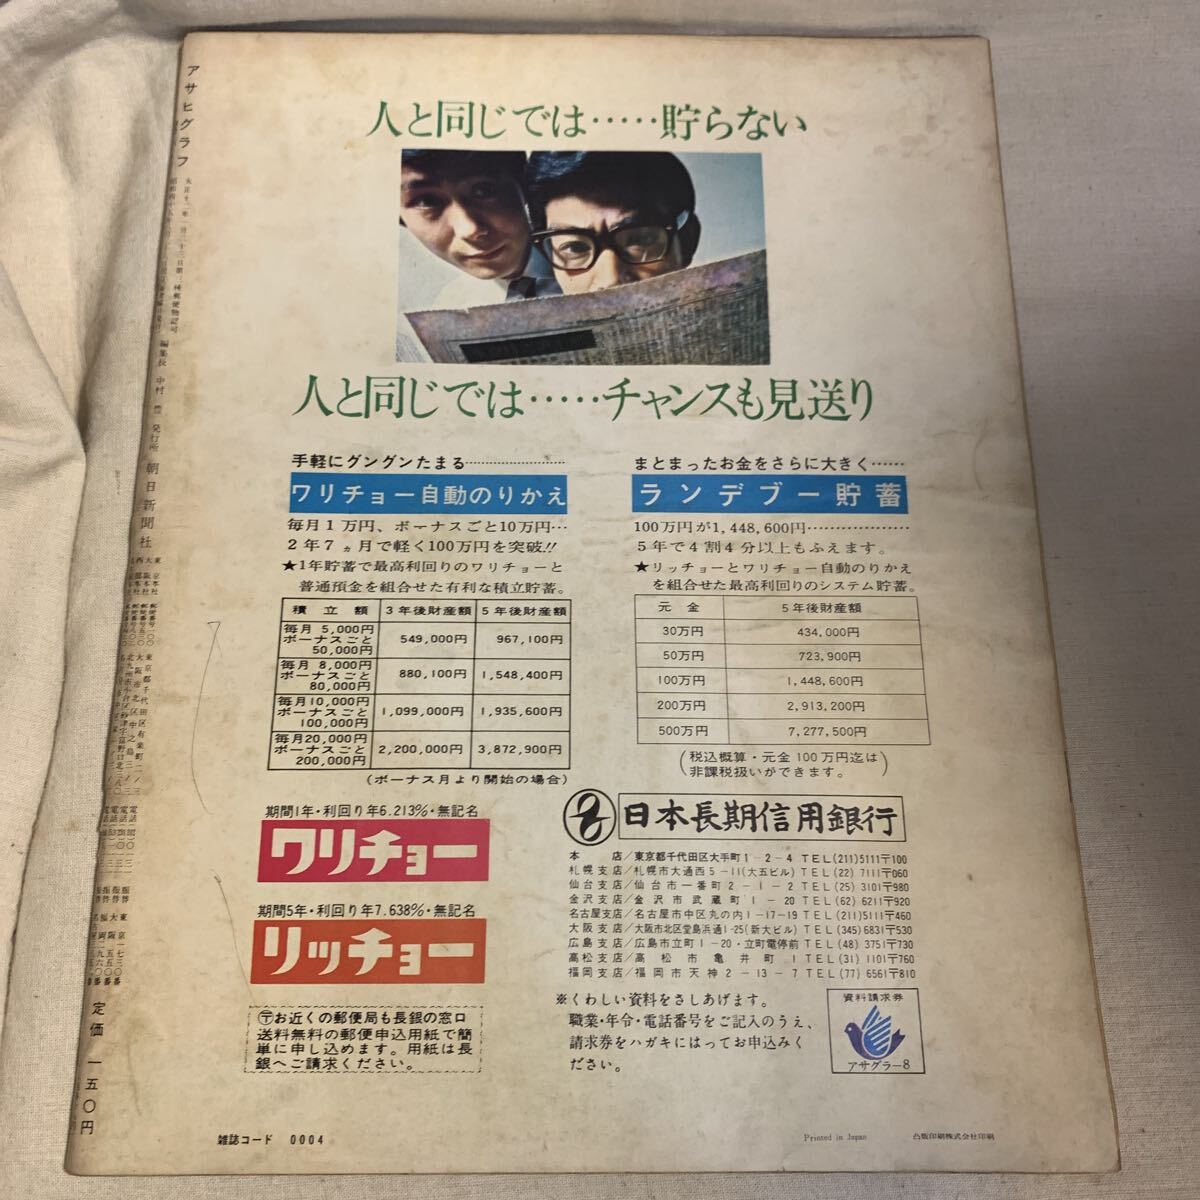 人と同じでは‥‥‥貯らない
人と同じでは‥‥‥チャンスも見送り
手軽にグングンたまる
ワリチョー自動のりかえ
毎月1万円、ボーナスごと10万円…
2年7ヵ月で軽く100万円を突破!!
★1年貯蓄で最高利回りのワリチョーと
普通預金を組合せた有利な積立貯蓄。
積立額 3年後財産額 5年後財産額
毎月 5,000円
ボーナスごと
50,000円
549,000円 967,100円
毎月 8,000円
ボーナスごと
80,000円
880,100円 1,548,400円
毎月10,000円
ボーナスごと
100,000円
1,099,000円 1,935,600円
毎月20,000円
ボーナスごと
200,000円
2,200,000円 3,872,900円
(ボーナス月より開始の場合)
まとまったお金をさらに大きく……
ランデブー貯蓄
100万円が1,448,600円
5年で4割4分以上もふえます。
★リッチョーとワリチョー自動のりかえ
を組合せた最高利回りのシステム貯蓄。
元金 5年後財産額
30万円 434,000円
50万円 723,900円
100万円 1,448,600円
200万円 2,913,200円
500万円 7,277,500円
(税込概算・元金100万円迄は
非課税扱いができます。)
期間1年・利回り年6.213%・無記名
ワリチョー
期間5年・利回り年7.638%・無記名
リッチョー
〒お近くの郵便局も長銀の窓口
送料無料の郵便申込用紙で簡
単に申し込めます。用紙は長
銀へご請求ください。
日本長期信用銀行
本店/東京都千代田区大手町1-2-4 TEL(211)5111〒100
札幌支店/札幌市大通西5-11(大五ビル) TEL(22)7111〒060
仙台支店/仙台市一番町2-1-2 TEL(25)3101〒980
金沢支店/金沢市武蔵町1-20 TEL(62)6211〒920
名古屋支店/名古屋市中区丸の内1-17-19 TEL(211)5111〒460
大阪支店/大阪市北区堂島浜通1-25(新大ビル) TEL(345)6831〒530
広島支店/広島市立町1-20・立町電停前 TEL(48)3751〒730
高松支店/高松市亀井町1 TEL(31)1101〒760
福岡支店/福岡市天神2-13-7 TEL(77)6561〒810
※くわしい資料をさしあげます。
職業・年令・電話番号をご記入のうえ、
請求券をハガキにはってお申込みく
ださい。
資料請求券
アサグラー8
雑誌コード 0004
Printed in Japan
凸版印刷株式会社印刷
アサヒグラフ
編集長 中村 豊 発行所 朝日新聞社
定価 一五〇円